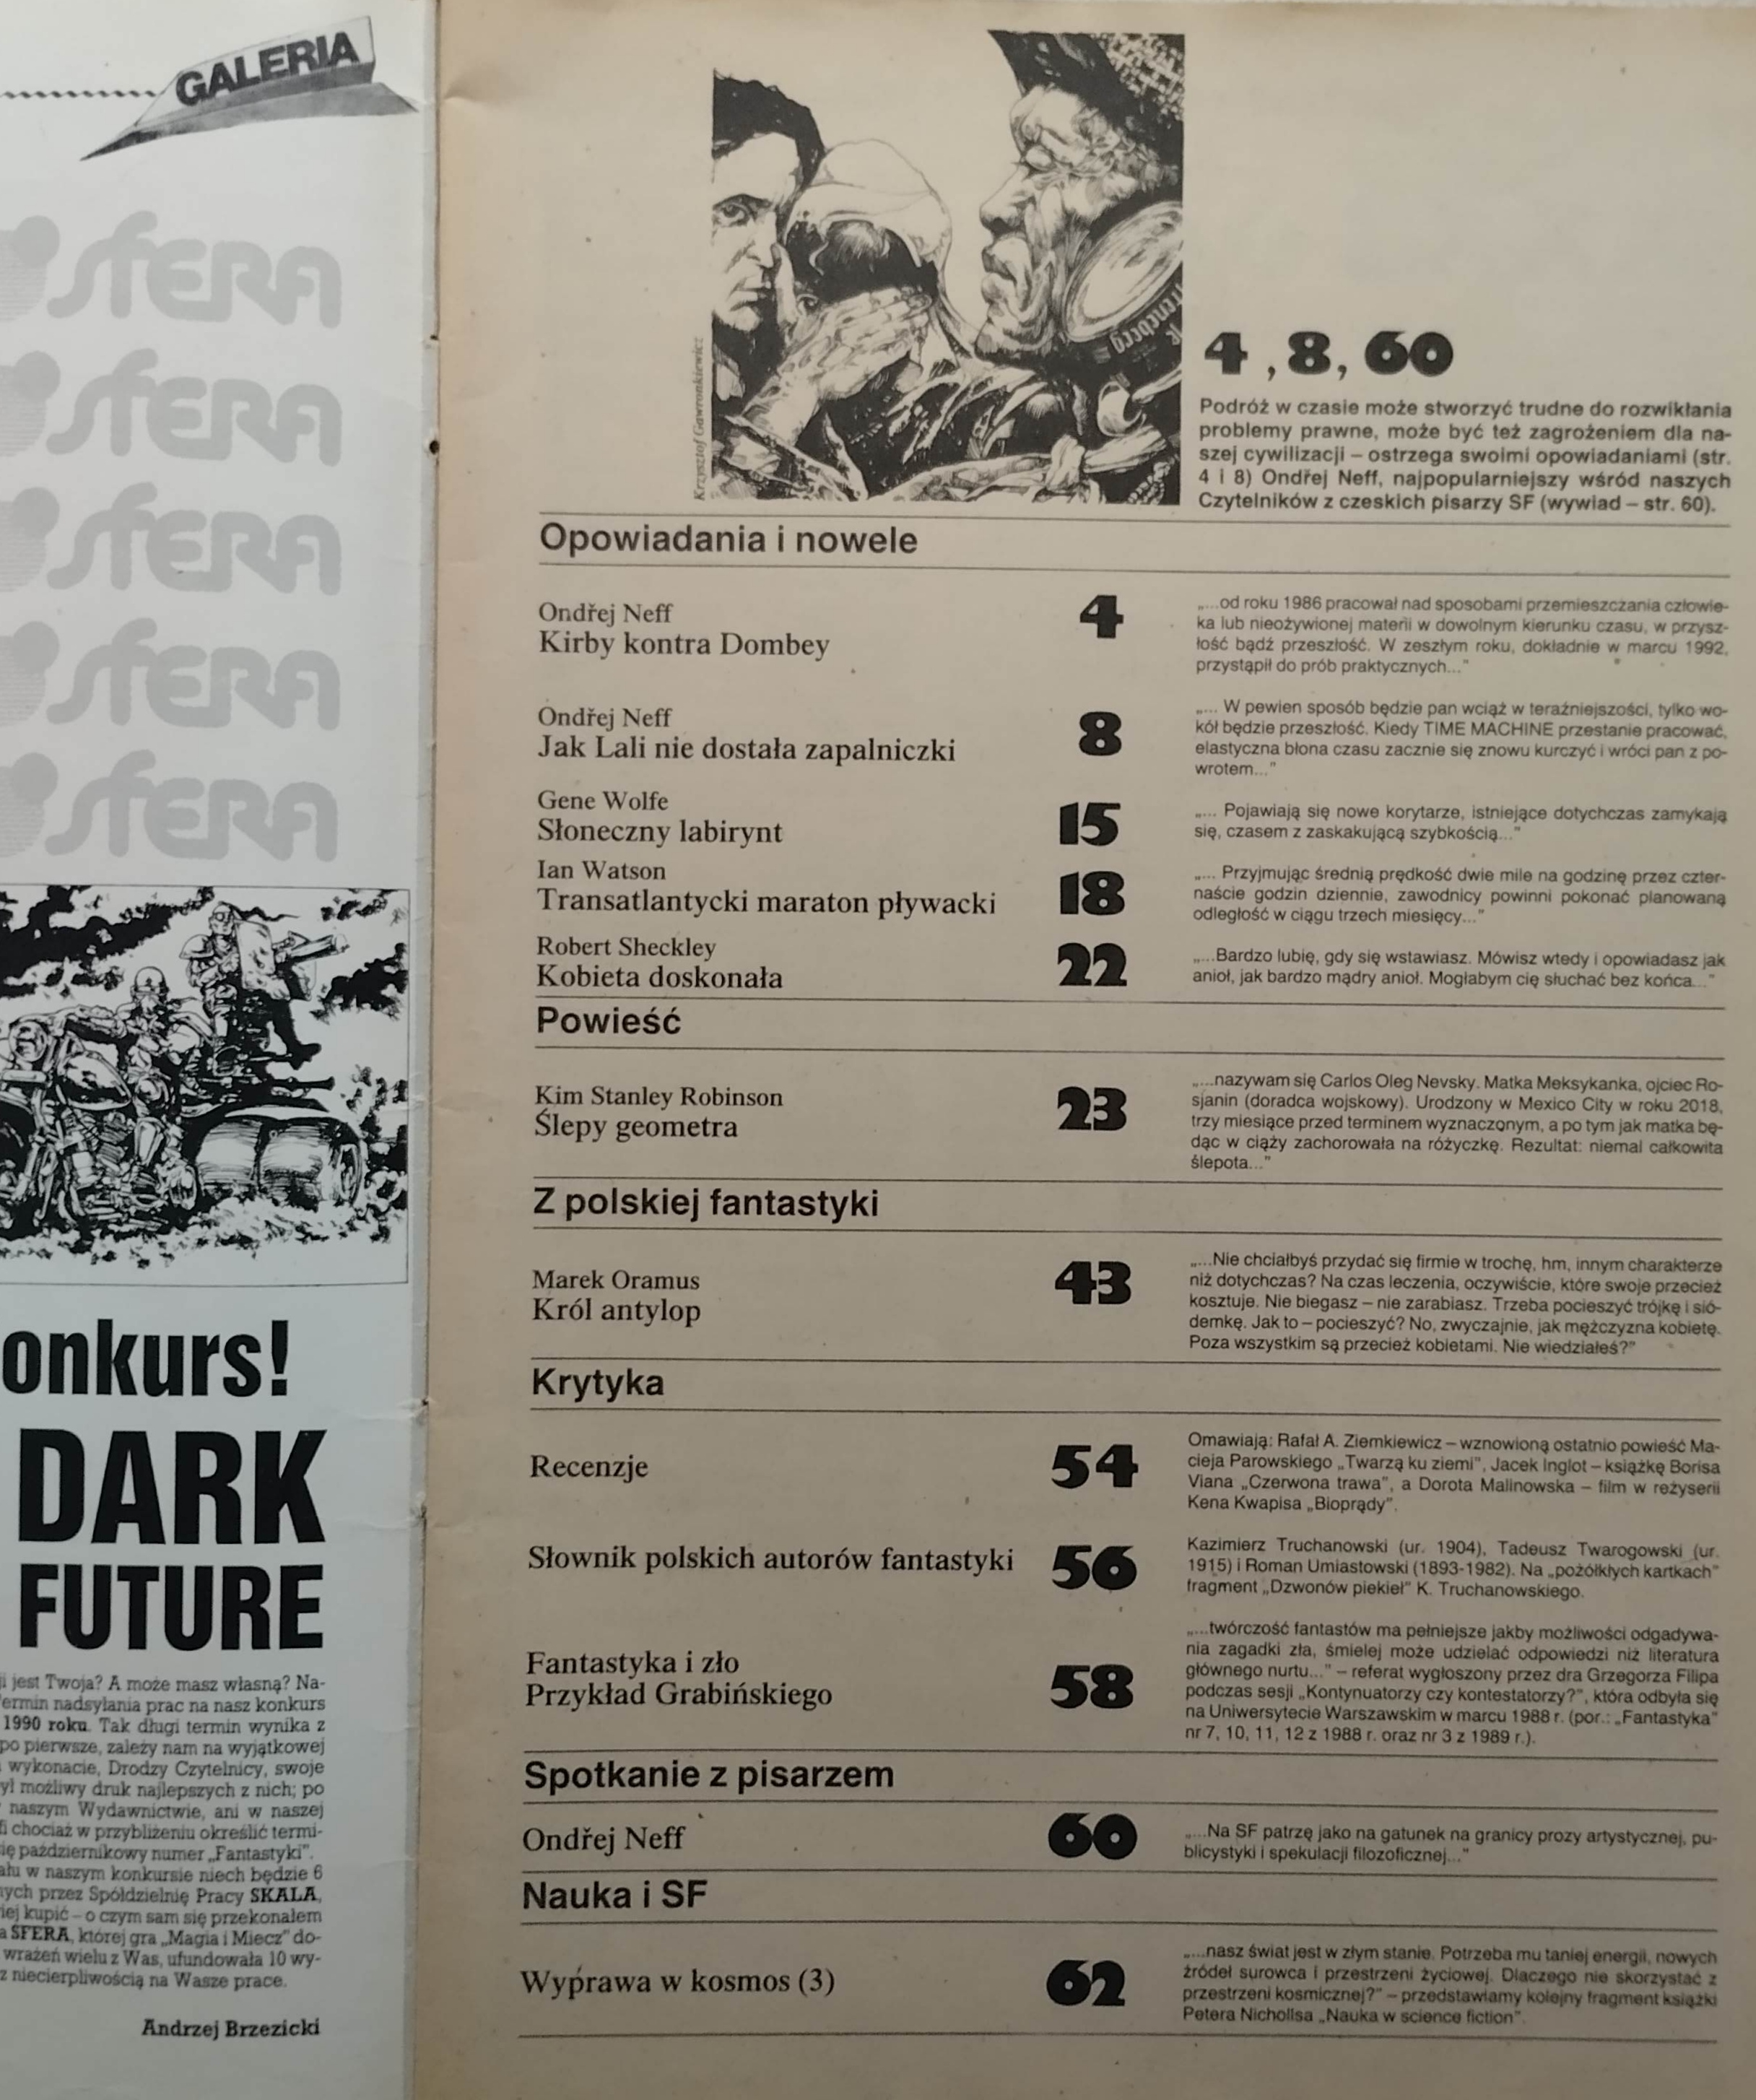 GALERIA
SFERA
SFERA
SFERA
SFERA
SFERA
onkurs!
DARK
FUTURE
ji jest Twoja? A może masz własną? Na-
ermin nadsyłania prac na nasz konkurs
1990 roku. Tak długi termin wynika z
po pierwsze, zależy nam na wyjątkowej
wykonacie, Drodzy Czytelnicy, swoje
ył możliwy druk najlepszych z nich; po
naszym Wydawnictwie, ani w naszej
fi chociaż w przybliżeniu określić termi-
ię październikowy numer „Fantastyki”.
ału w naszym konkursie niech będzie 6
nych przez Spółdzielnię Pracy SKALA,
iej kupić – o czym sam się przekonałem
a SFERA, której gra „Magia i Miecz” do-
wrażeń wielu z Was, ufundowała 10 wy-
z niecierpliwością na Wasze prace.
Andrzej Brzezicki
Krzysztof Gawronkiewicz
4, 8, 60
Podróż w czasie może stworzyć trudne do rozwikłania
problemy prawne, może być też zagrożeniem dla na-
szej cywilizacji – ostrzega swoimi opowiadaniami (str.
4 i 8) Ondřej Neff, najpopularniejszy wśród naszych
Czytelników z czeskich pisarzy SF (wywiad – str. 60).
Opowiadania i nowele
Ondřej Neff
Kirby kontra Dombey
4
„...od roku 1986 pracował nad sposobami przemieszczania człowie-
ka lub nieożywionej materii w dowolnym kierunku czasu, w przysz-
łość bądź przeszłość. W zeszłym roku, dokładnie w marcu 1992,
przystąpił do prób praktycznych...”
Ondřej Neff
Jak Lali nie dostała zapalniczki
8
„... W pewien sposób będzie pan wciąż w teraźniejszości, tylko wo-
kół będzie przeszłość. Kiedy TIME MACHINE przestanie pracować,
elastyczna błona czasu zacznie się znowu kurczyć i wróci pan z po-
wrotem...”
Gene Wolfe
Słoneczny labirynt
15
„... Pojawiają się nowe korytarze, istniejące dotychczas zamykają
się, czasem z zaskakującą szybkością...”
Ian Watson
Transatlantycki maraton pływacki
18
„... Przyjmując średnią prędkość dwie mile na godzinę przez czter-
naście godzin dziennie, zawodnicy powinni pokonać planowaną
odległość w ciągu trzech miesięcy...”
Robert Sheckley
Kobieta doskonała
22
„...Bardzo lubię, gdy się wstawiasz. Mówisz wtedy i opowiadasz jak
anioł, jak bardzo mądry anioł. Mogłabym cię słuchać bez końca...”
Powieść
Kim Stanley Robinson
Ślepy geometra
23
„...nazywam się Carlos Oleg Nevsky. Matka Meksykanka, ojciec Ro-
sjanin (doradca wojskowy). Urodzony w Mexico City w roku 2018,
trzy miesiące przed terminem wyznaczonym, a po tym jak matka bę-
dąc w ciąży zachorowała na różyczkę. Rezultat: niemal całkowita
ślepota...”
Z polskiej fantastyki
Marek Oramus
Król antylop
43
„...Nie chciałbyś przydać się firmie w trochę, hm, innym charakterze
niż dotychczas? Na czas leczenia, oczywiście, które swoje przecież
kosztuje. Nie biegasz – nie zarabiasz. Trzeba pocieszyć trójkę i sió-
demkę. Jak to – pocieszyć? No, zwyczajnie, jak mężczyzna kobietę.
Poza wszystkim są przecież kobietami. Nie wiedziałeś?”
Krytyka
Recenzje
54
Omawiają: Rafał A. Ziemkiewicz – wznowioną ostatnio powieść Ma-
cieja Parowskiego „Twarzą ku ziemi”, Jacek Inglot – książkę Borisa
Viana „Czerwona trawa”, a Dorota Malinowska – film w reżyserii
Kena Kwapisa „Bioprądy”.
Słownik polskich autorów fantastyki
56
Kazimierz Truchanowski (ur. 1904), Tadeusz Twarogowski (ur.
1915) i Roman Umiastowski (1893-1982). Na „pożółkłych kartkach”
fragment „Dzwonów piekieł” K. Truchanowskiego.
Fantastyka i zło
Przykład Grabińskiego
58
„...twórczość fantastów ma pełniejsze jakby możliwości odgadywa-
nia zagadki zła, śmielej może udzielać odpowiedzi niż literatura
głównego nurtu...” – referat wygłoszony przez dra Grzegorza Filipa
podczas sesji „Kontynuatorzy czy kontestatorzy?”, która odbyła się
na Uniwersytecie Warszawskim w marcu 1988 r. (por.: „Fantastyka”
nr 7, 10, 11, 12 z 1988 r. oraz nr 3 z 1989 r.).
Spotkanie z pisarzem
Ondřej Neff
60
„...Na SF patrzę jako na gatunek na granicy prozy artystycznej, pu-
blicystyki i spekulacji filozoficznej...”
Nauka i SF
Wyprawa w kosmos (3)
62
„...nasz świat jest w złym stanie. Potrzeba mu taniej energii, nowych
źródeł surowca i przestrzeni życiowej. Dlaczego nie skorzystać z
przestrzeni kosmicznej?” – przedstawiamy kolejny fragment książki
Petera Nichollsa „Nauka w science fiction”.